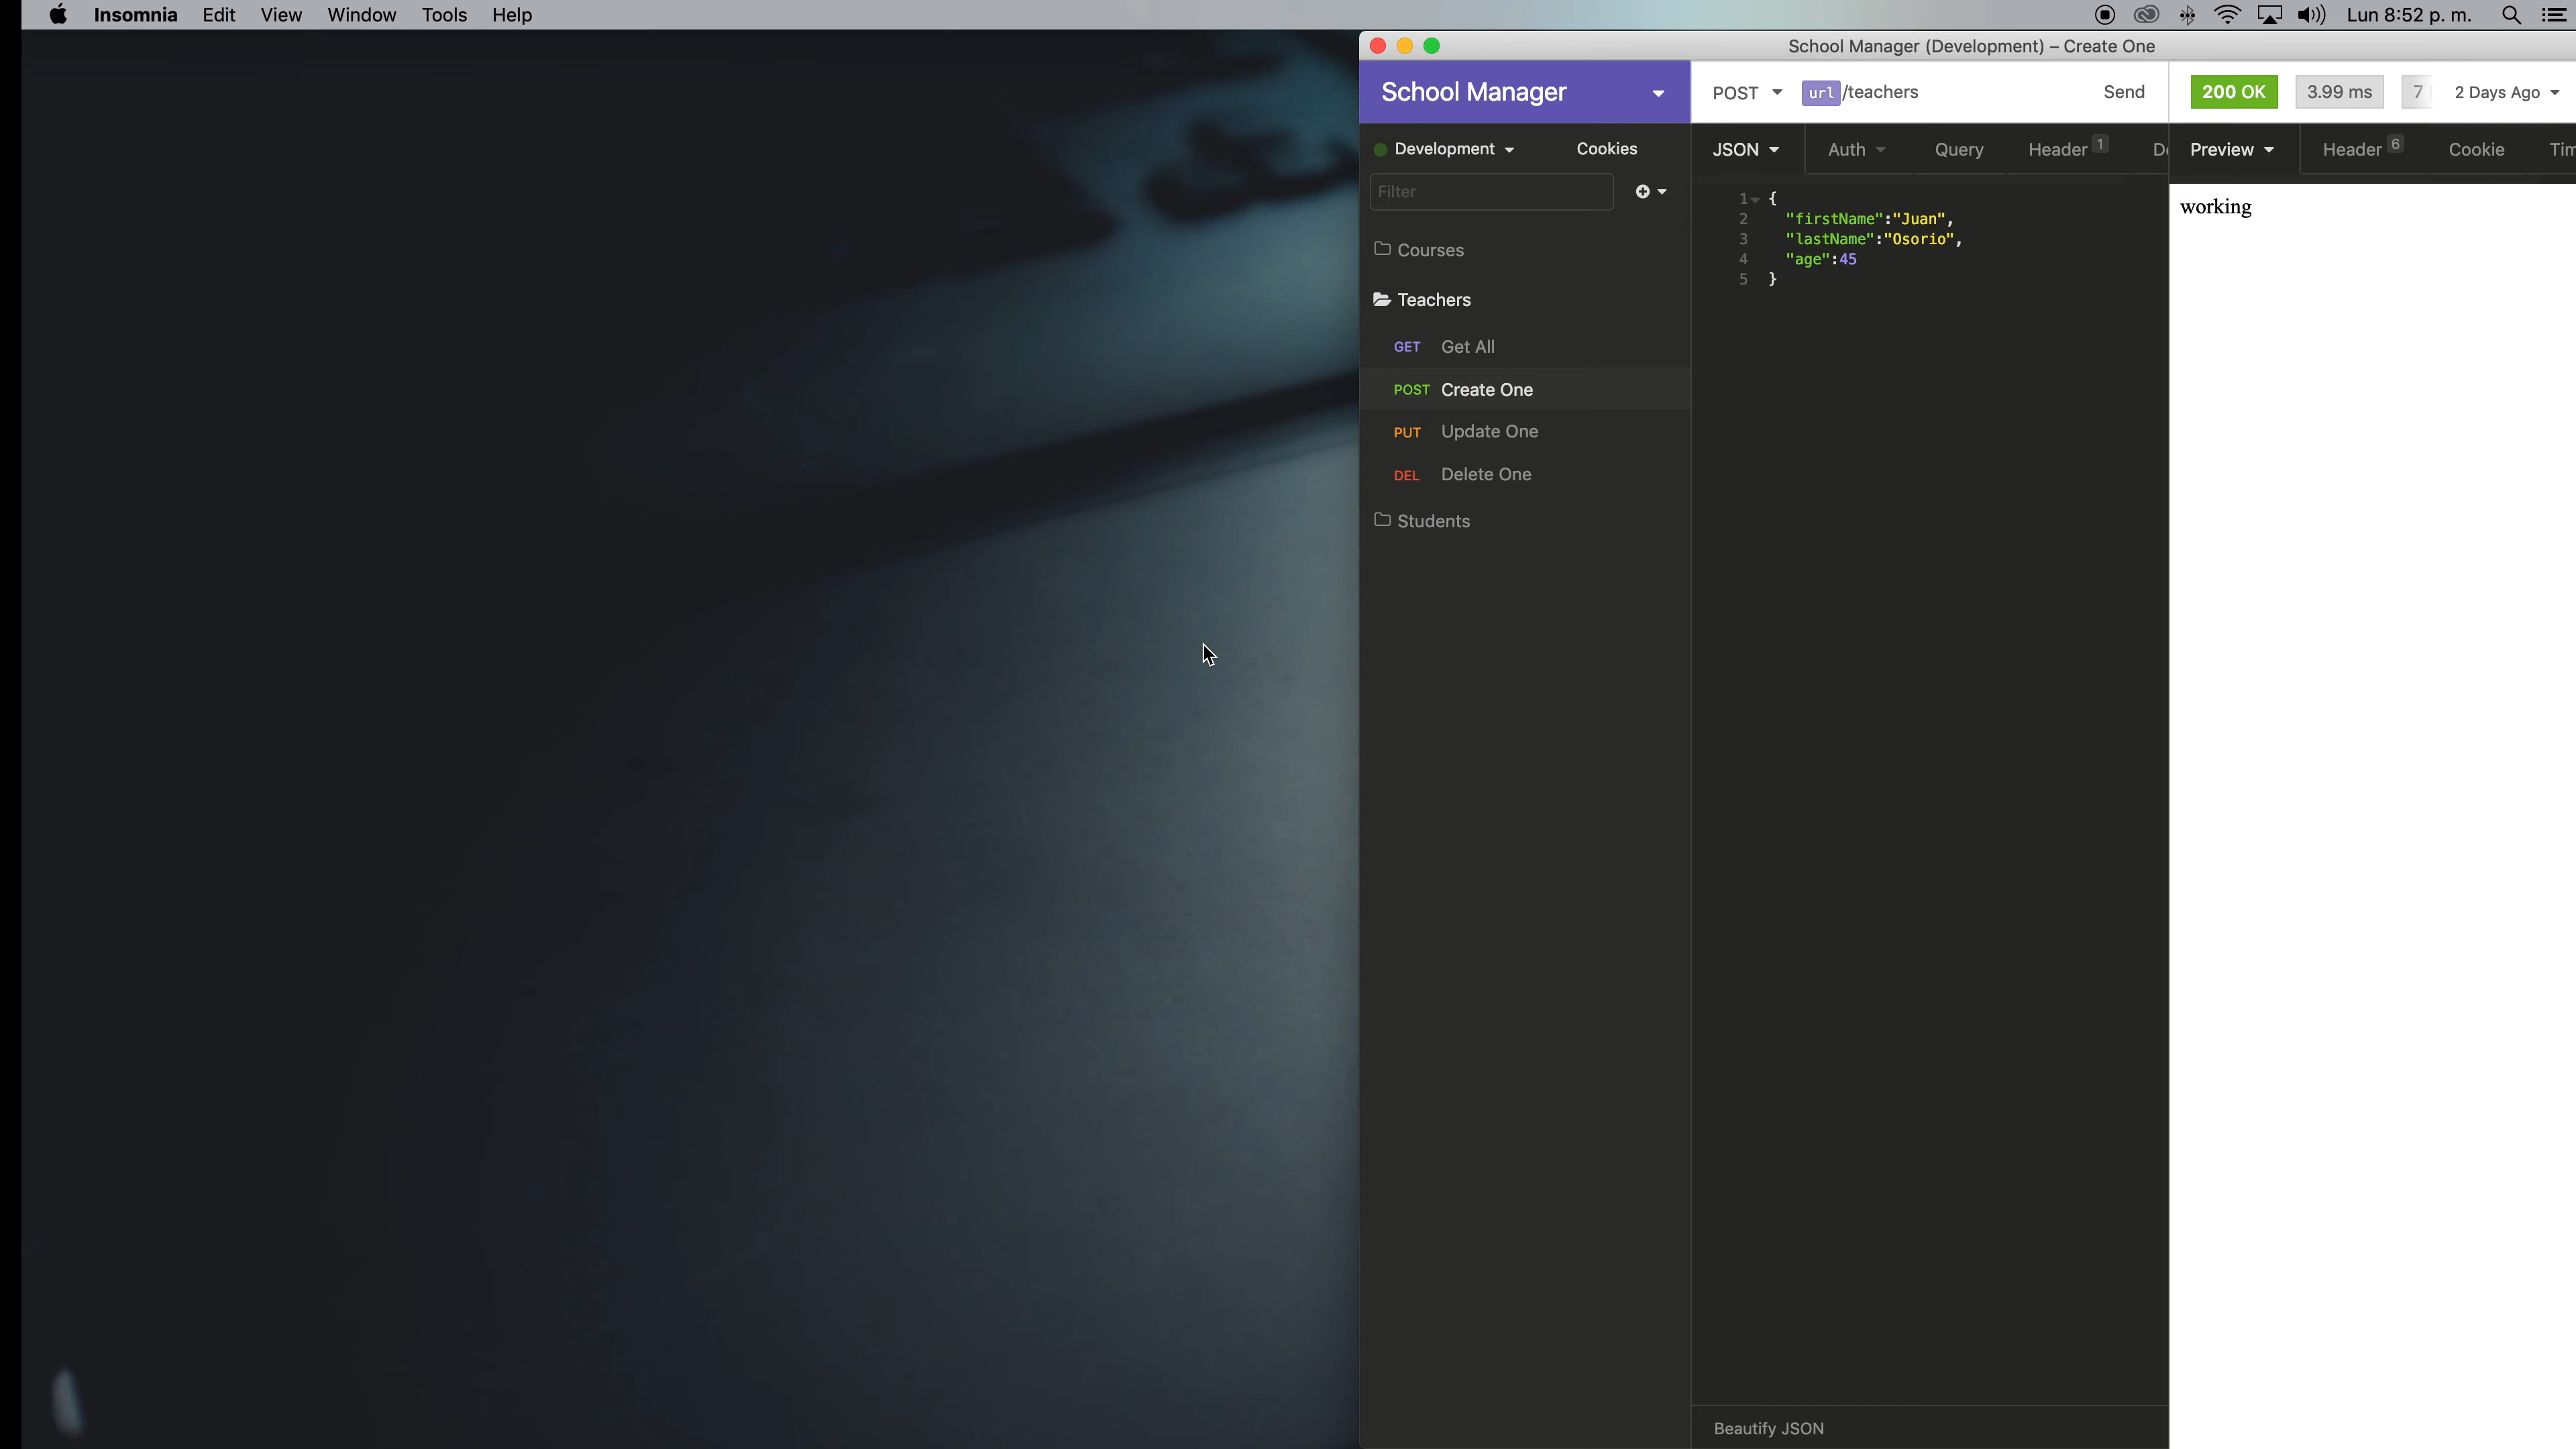 Insomnia Edit View Window Tools Help
Lun 8:52 p. m.
School Manager (Development) – Create One
School Manager
POST url/teachers Send
200 OK 3.99 ms 7 2 Days Ago
Development Cookies
JSON Auth Query Header 1
Preview Header 6 Cookie
Filter
working
1 {
2 "firstName":"Juan",
3 "lastName":"Osorio",
4 "age":45
5 }
Courses
Teachers
GET Get All
POST Create One
PUT Update One
DEL Delete One
Students
Beautify JSON